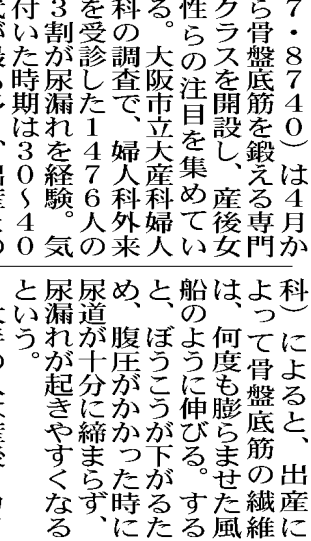 ７・８７４０）は４月か
ら骨盤底筋を鍛える専門
クラスを開設し、産後女
性らの注目を集めてい
る。大阪市立大産科婦人
科の調査で、婦人科外来
を受診した１４７６人の
３割が尿漏れを経験。気
付いた時期は３０～４０
科）によると、出産に
よって骨盤底筋の繊維
は、何度も膨らませた風
船のように伸びる。する
と、ぼうこうが下がるた
め、腹圧がかかった時に
尿道が十分に締まらず、
尿漏れが起きやすくなる
という。